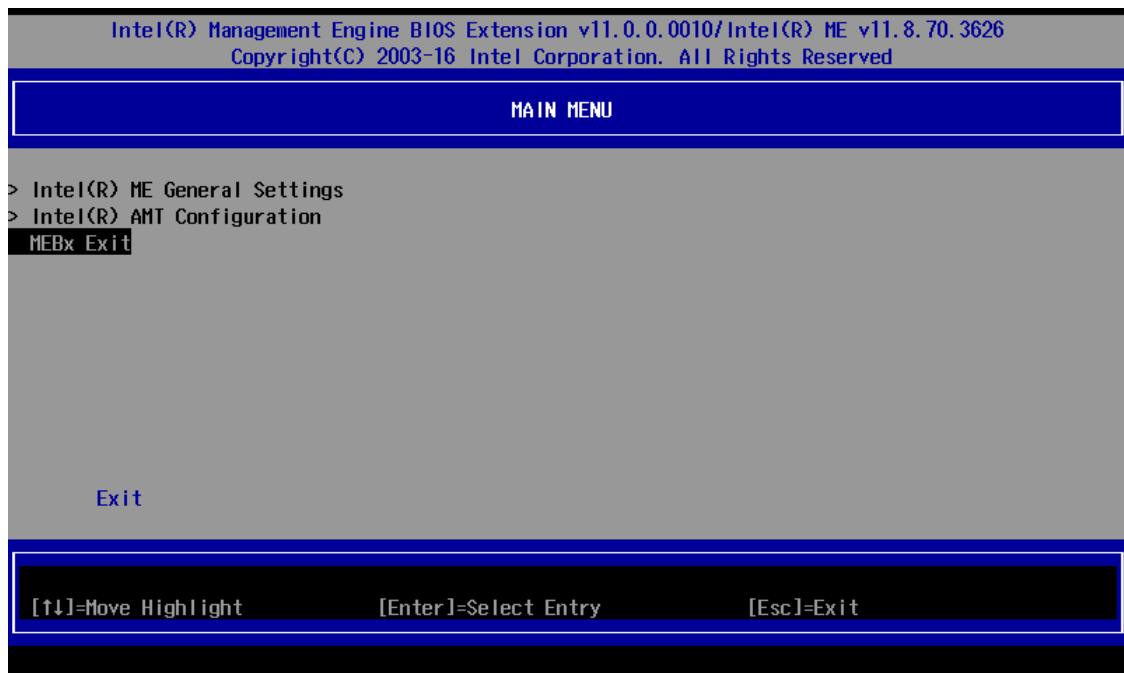 Intel(R) Management Engine BIOS Extension v11.0.0.0010/Intel(R) ME v11.8.70.3626
Copyright(C) 2003-16 Intel Corporation. All Rights Reserved
MAIN MENU
> Intel(R) ME General Settings
> Intel(R) AMT Configuration
MEBx Exit
Exit
[↑↓]=Move Highlight [Enter]=Select Entry [Esc]=Exit